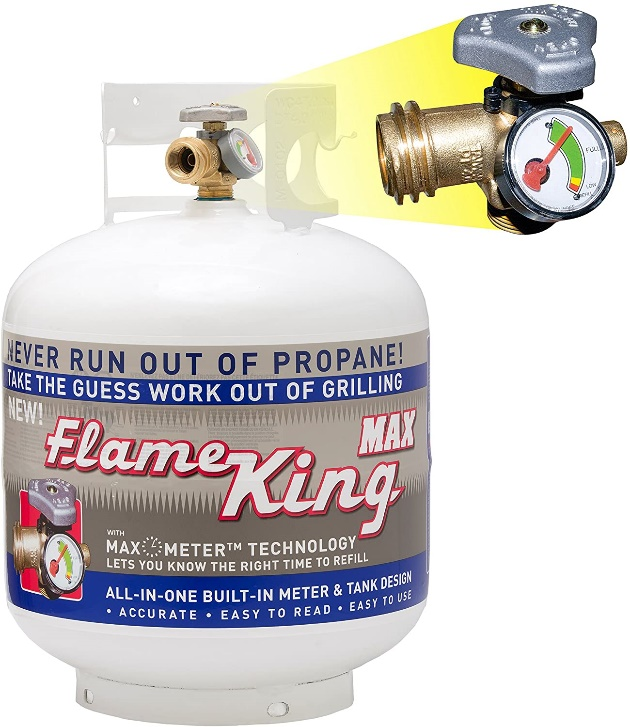 FULL
LOW
NEVER RUN OUT OF PROPANE!
TAKE THE GUESS WORK OUT OF GRILLING
NEW!
Flame King MAX
WITH
MAX METER™ TECHNOLOGY
LETS YOU KNOW THE RIGHT TIME TO REFILL
ALL-IN-ONE BUILT-IN METER & TANK DESIGN
• ACCURATE • EASY TO READ • EASY TO USE